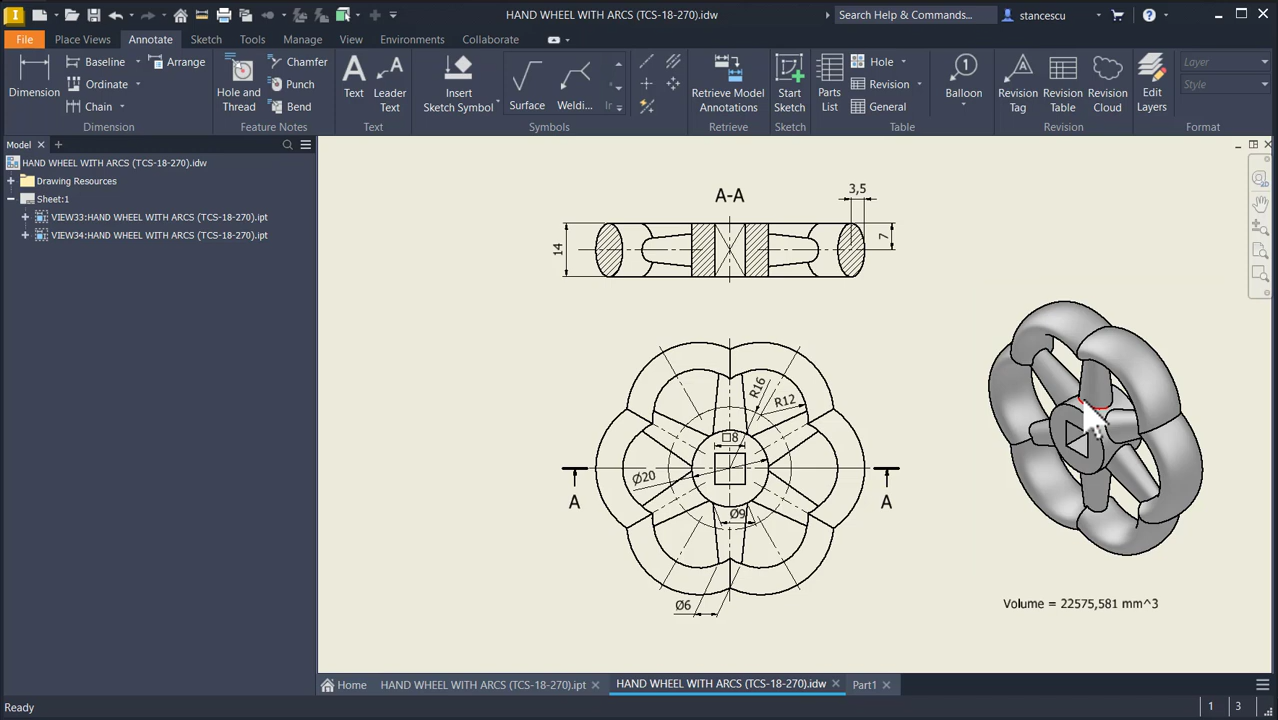 HAND WHEEL WITH ARCS (TCS-18-270).idw
Search Help & Commands...
stancescu
File Place Views Annotate Sketch Tools Manage View Environments Collaborate
Dimension
Baseline
Ordinate
Chain
Arrange
Dimension
Hole and Thread
Chamfer
Punch
Bend
Feature Notes
Text
Leader Text
Text
Insert Sketch Symbol
Surface
Weldi...
Ir
Symbols
Retrieve Model Annotations
Retrieve
Start Sketch
Sketch
Parts List
Hole
Revision
General
Table
Balloon
1
Revision Tag
Revision Table
Revision Cloud
Revision
Edit Layers
Layer
Style
Format
Model
HAND WHEEL WITH ARCS (TCS-18-270).idw
Drawing Resources
Sheet:1
VIEW33:HAND WHEEL WITH ARCS (TCS-18-270).ipt
VIEW34:HAND WHEEL WITH ARCS (TCS-18-270).ipt
A-A
3,5
14
7
R16
R12
□8
Ø20
Ø9
A A
Ø6
Volume = 22575,581 mm^3
Home HAND WHEEL WITH ARCS (TCS-18-270).ipt HAND WHEEL WITH ARCS (TCS-18-270).idw Part1
Ready
1 3